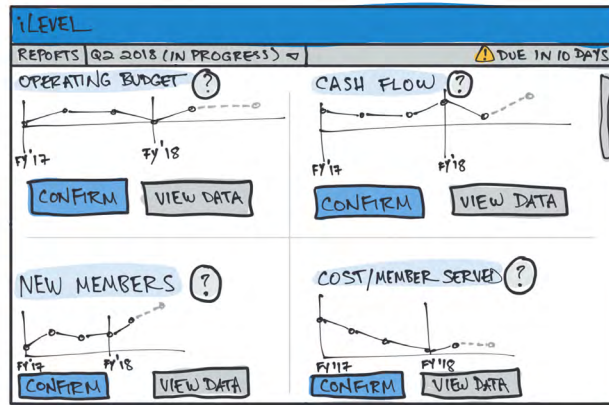 iLEVEL
REPORTS Q2 2018 (IN PROGRESS) DUE IN 10 DAYS
OPERATING BUDGET ?
FY'17 FY'18
CONFIRM VIEW DATA
CASH FLOW ?
FY'17 FY'18
CONFIRM VIEW DATA
NEW MEMBERS ?
FY'17 FY'18
CONFIRM VIEW DATA
COST/MEMBER SERVED ?
FY'17 FY'18
CONFIRM VIEW DATA